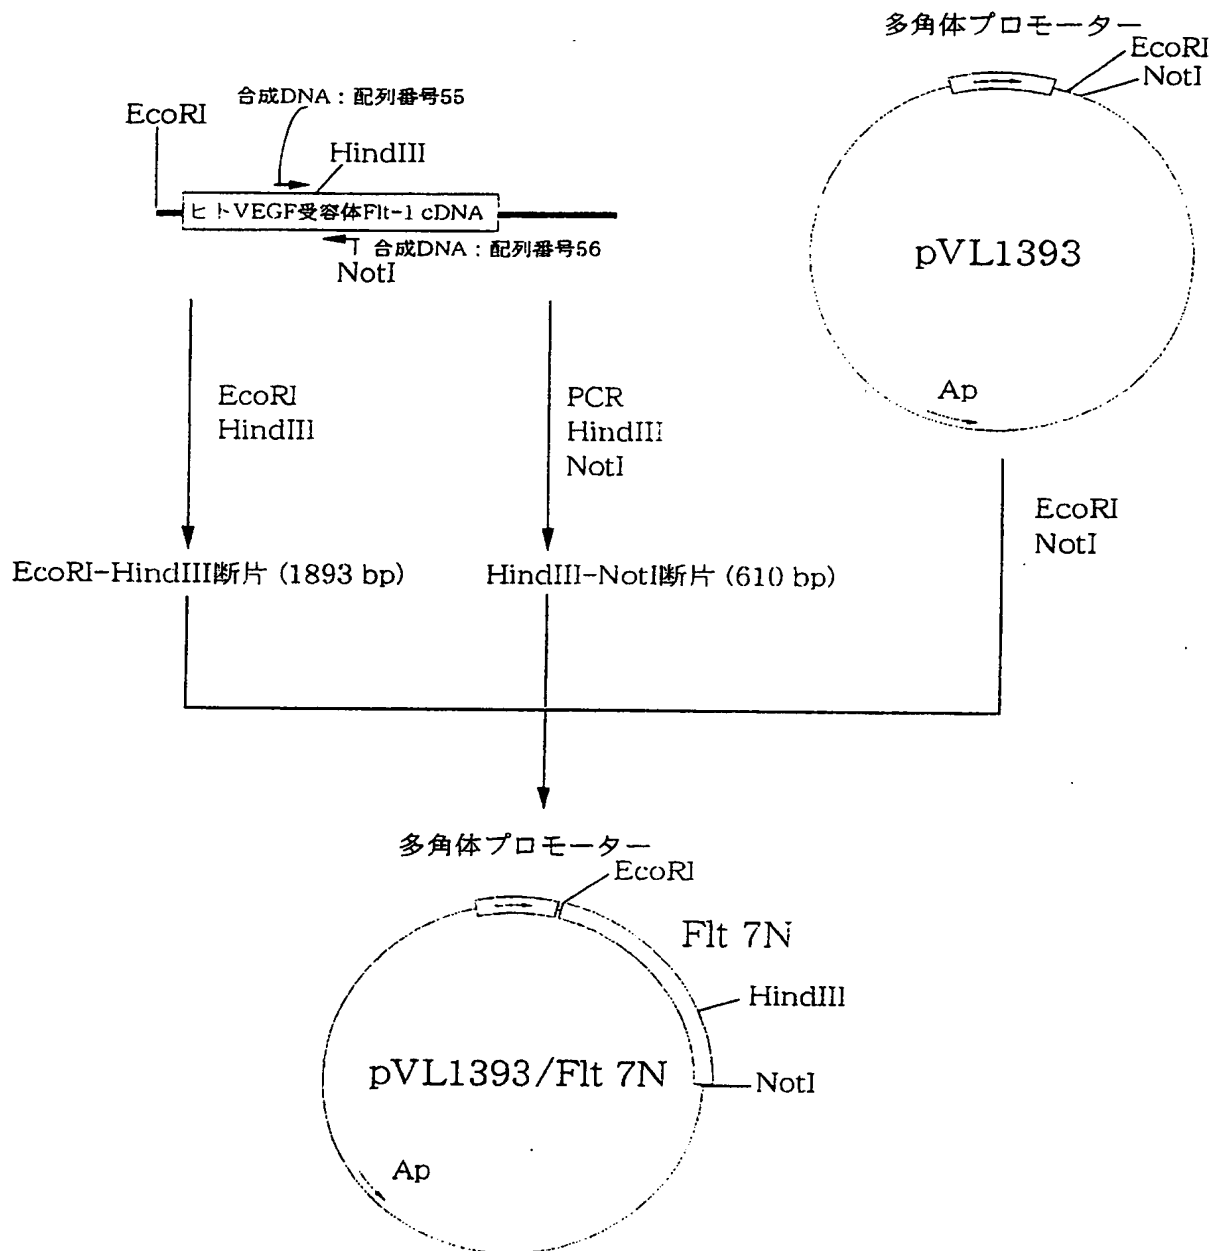 多角体プロモーター
EcoRI
NotI
合成DNA：配列番号55
EcoRI
HindIII
ヒトVEGF受容体Flt-1 cDNA
合成DNA：配列番号56
NotI
pVL1393
Ap
EcoRI
HindIII
PCR
HindIII
NotI
EcoRI
NotI
EcoRI-HindIII断片 (1893 bp)
HindIII-NotI断片 (610 bp)
多角体プロモーター
EcoRI
Flt 7N
HindIII
pVL1393/Flt 7N
NotI
Ap